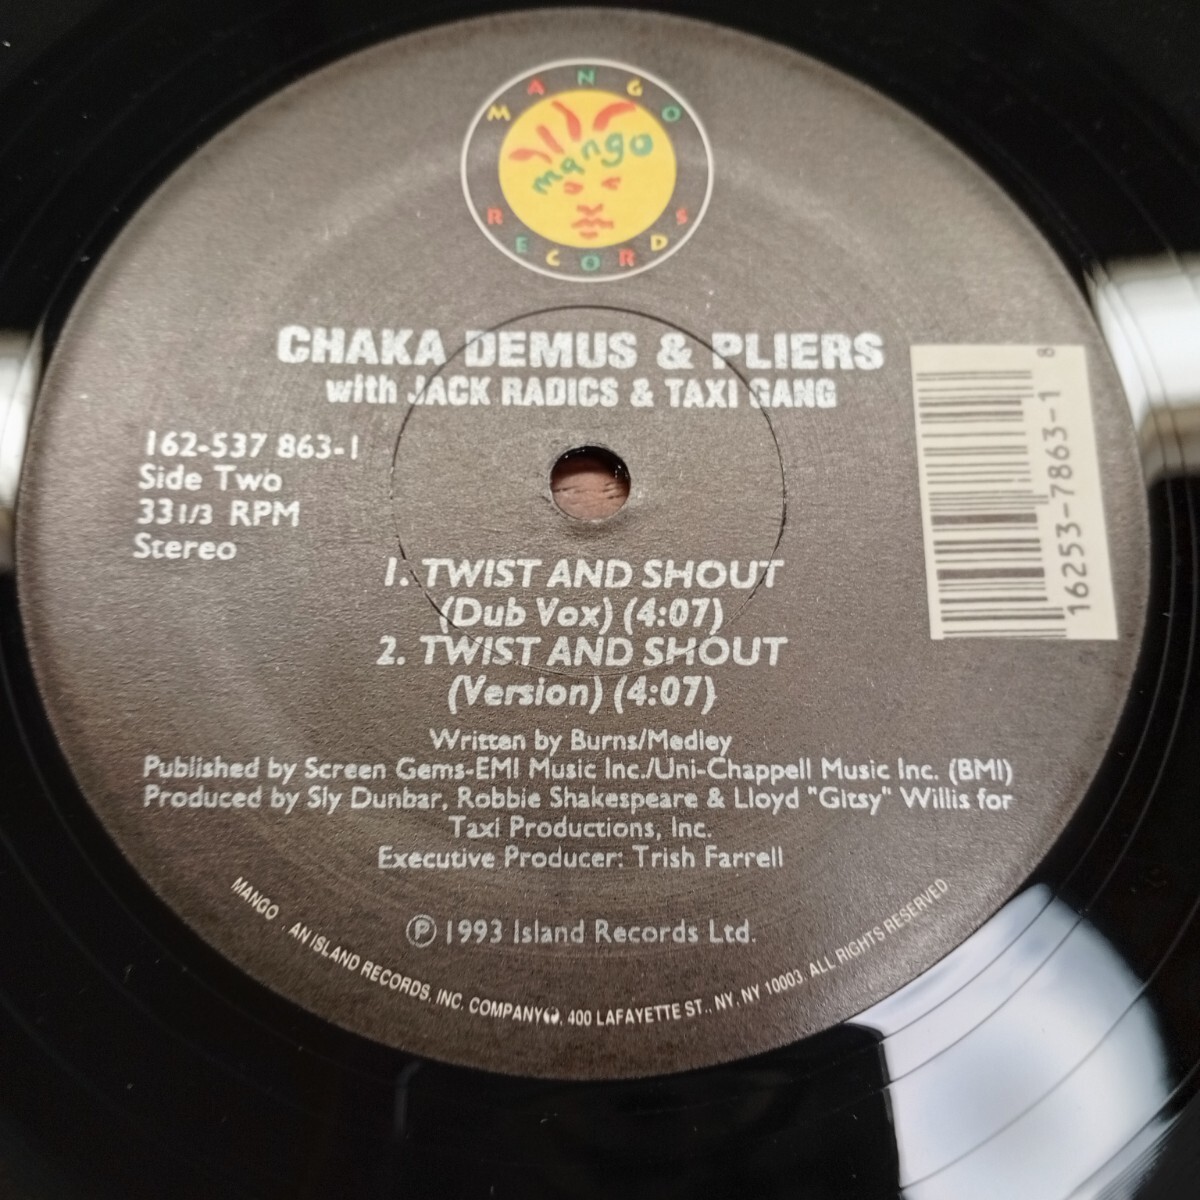 MANGO
mango
RECORDS
CHAKA DEMUS & PLIERS
with JACK RADICS & TAXI GANG
162-537 863-1
Side Two
33 1/3 RPM
Stereo
8
16253-7863-1
1. TWIST AND SHOUT
(Dub Vox) (4:07)
2. TWIST AND SHOUT
(Version) (4:07)
Written by Burns/Medley
Published by Screen Gems-EMI Music Inc./Uni-Chappell Music Inc. (BMI)
Produced by Sly Dunbar, Robbie Shakespeare & Lloyd "Gitsy" Willis for
Taxi Productions, Inc.
Executive Producer: Trish Farrell
℗ 1993 Island Records Ltd.
MANGO . AN ISLAND RECORDS, INC. COMPANY, 400 LAFAYETTE ST., NY, NY 10003. ALL RIGHTS RESERVED